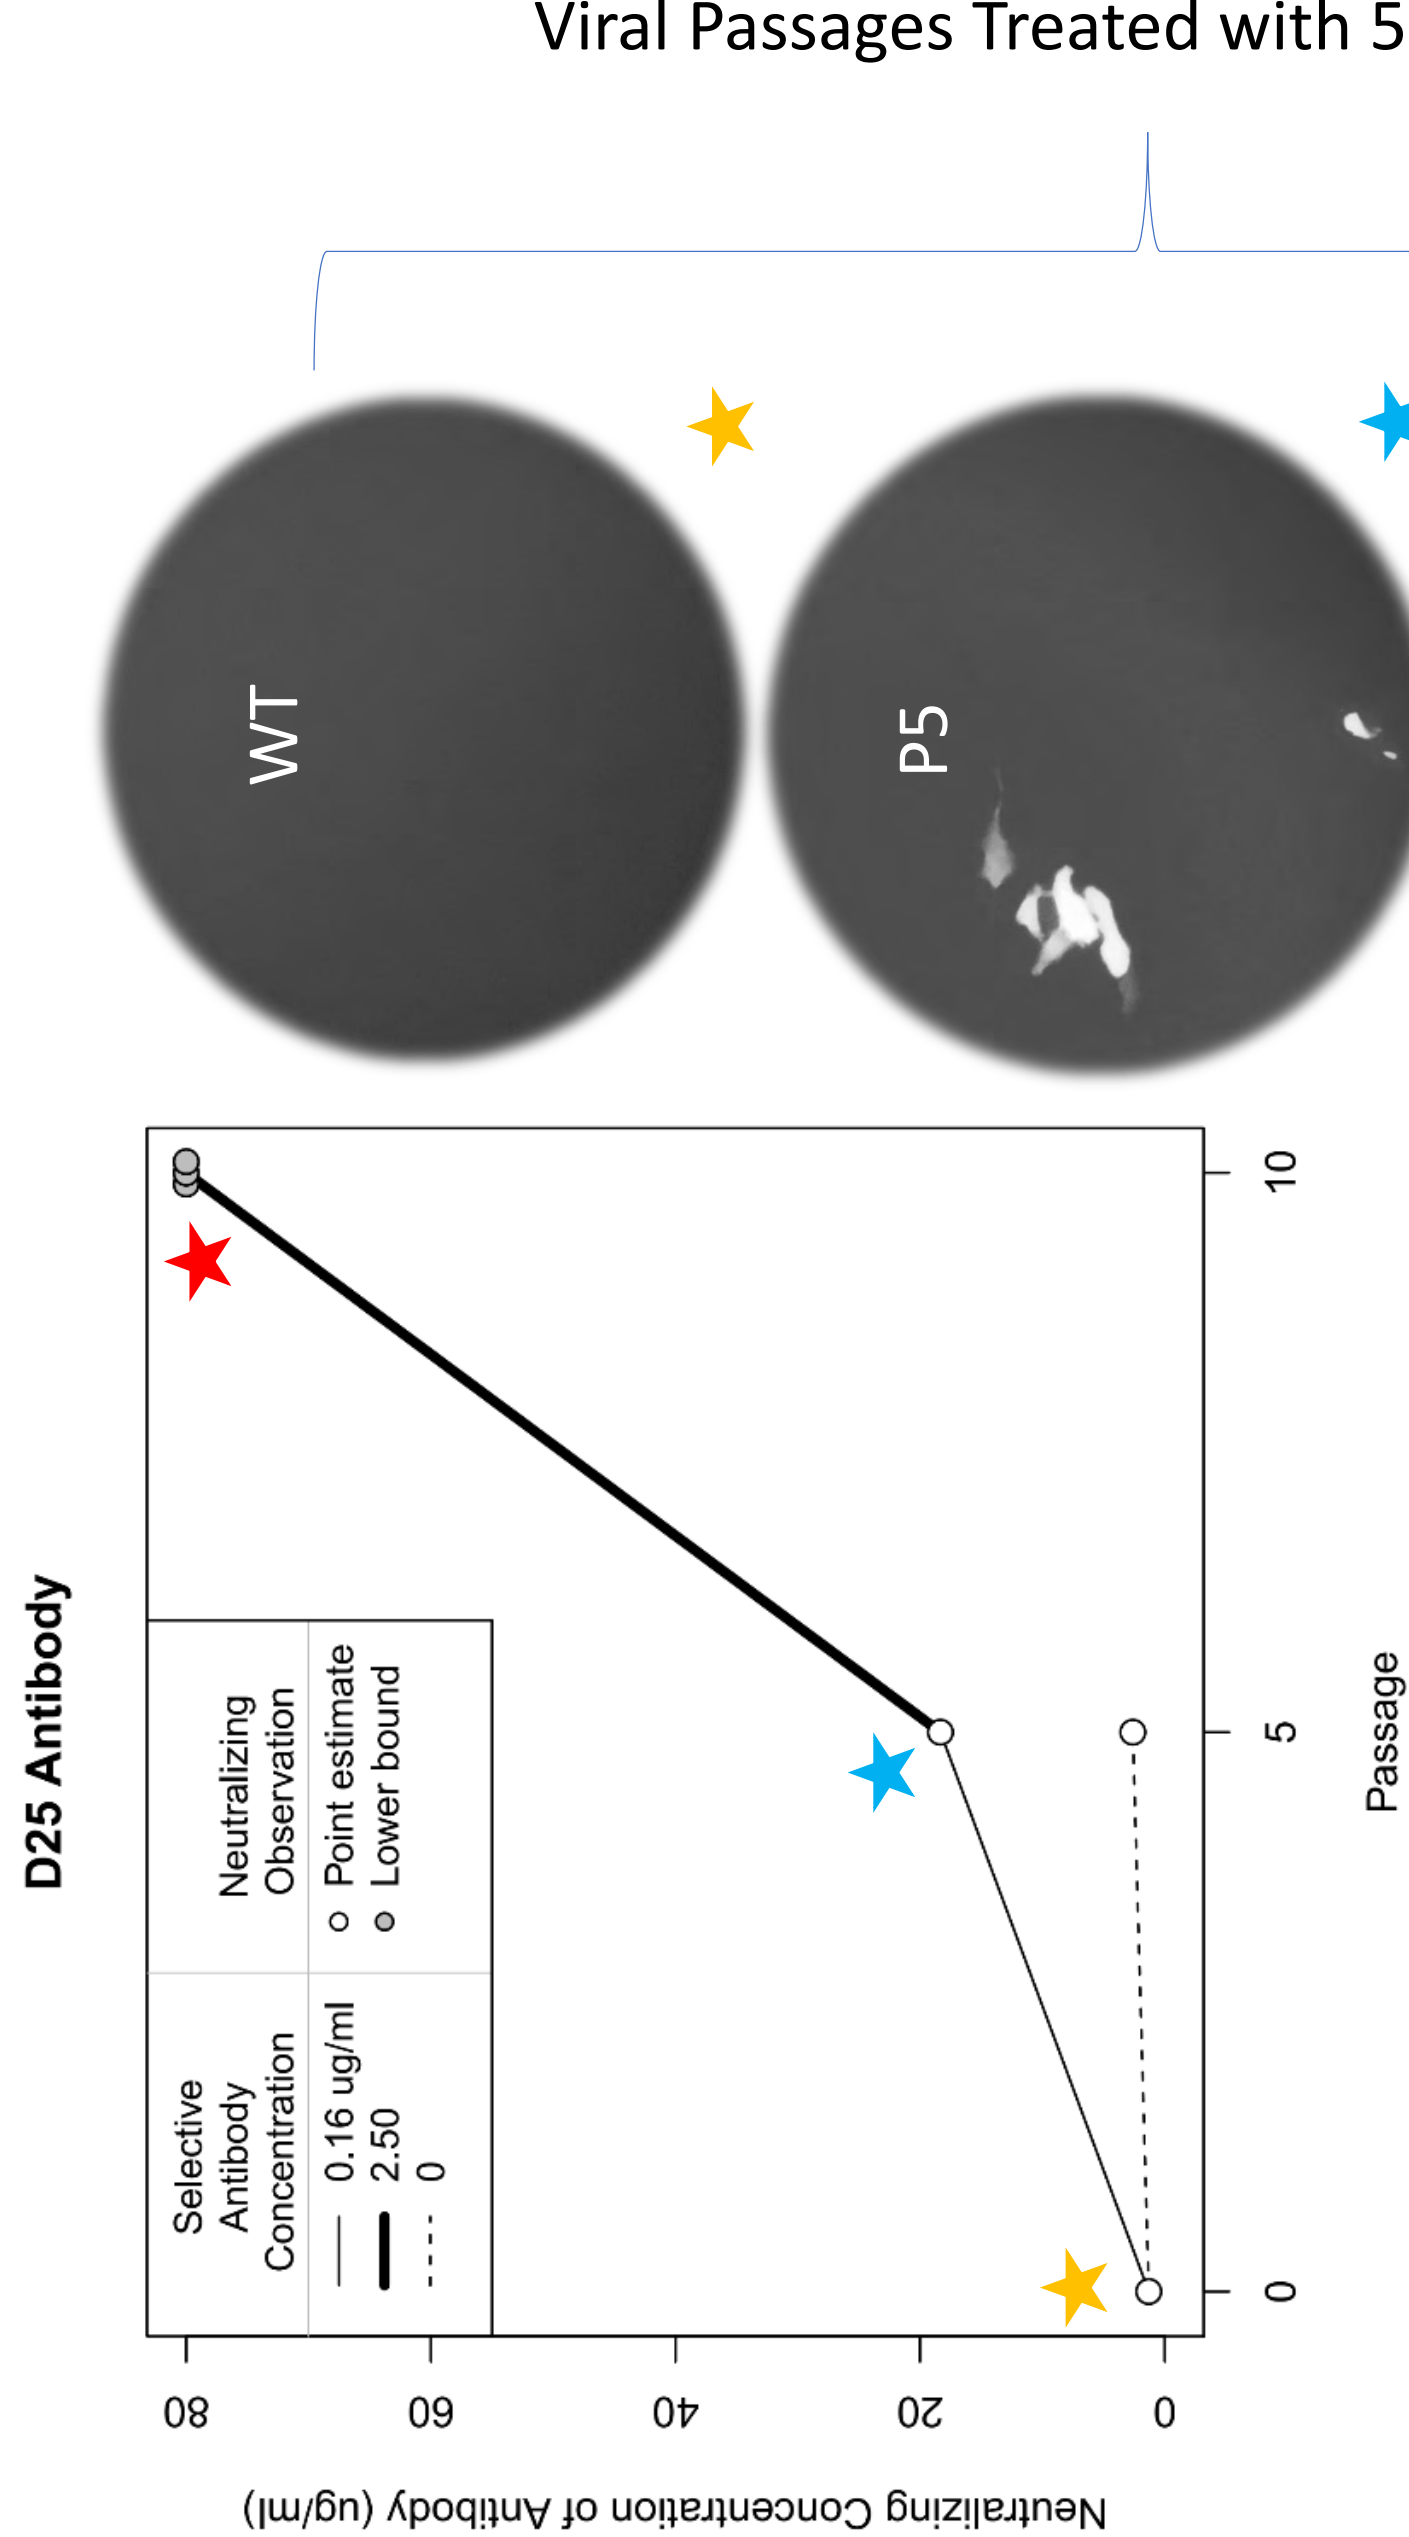 Viral Passages Treated with 5
WT
P5
D25 Antibody
Selective
Antibody
Concentration
Neutralizing
Observation
0.16 ug/ml
2.50
0
Point estimate
Lower bound
80
60
40
20
0
Neutralizing Concentration of Antibody (ug/ml)
0
5
10
Passage